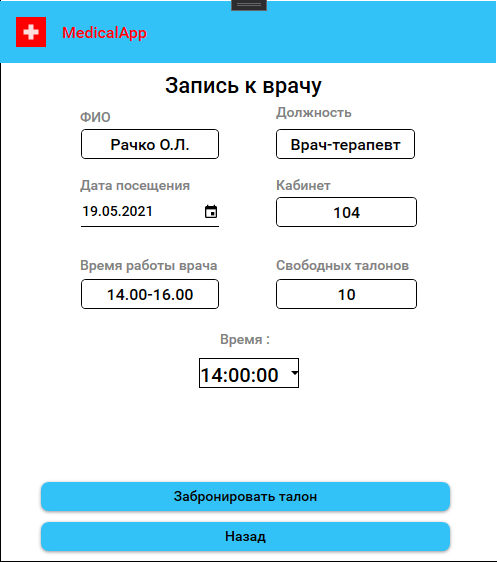 MedicalApp
Запись к врачу
ФИО
Должность
Рачко О.Л.
Врач-терапевт
Дата посещения
Кабинет
19.05.2021
104
Время работы врача
Свободных талонов
14.00-16.00
10
Время :
14:00:00
Забронировать талон
Назад